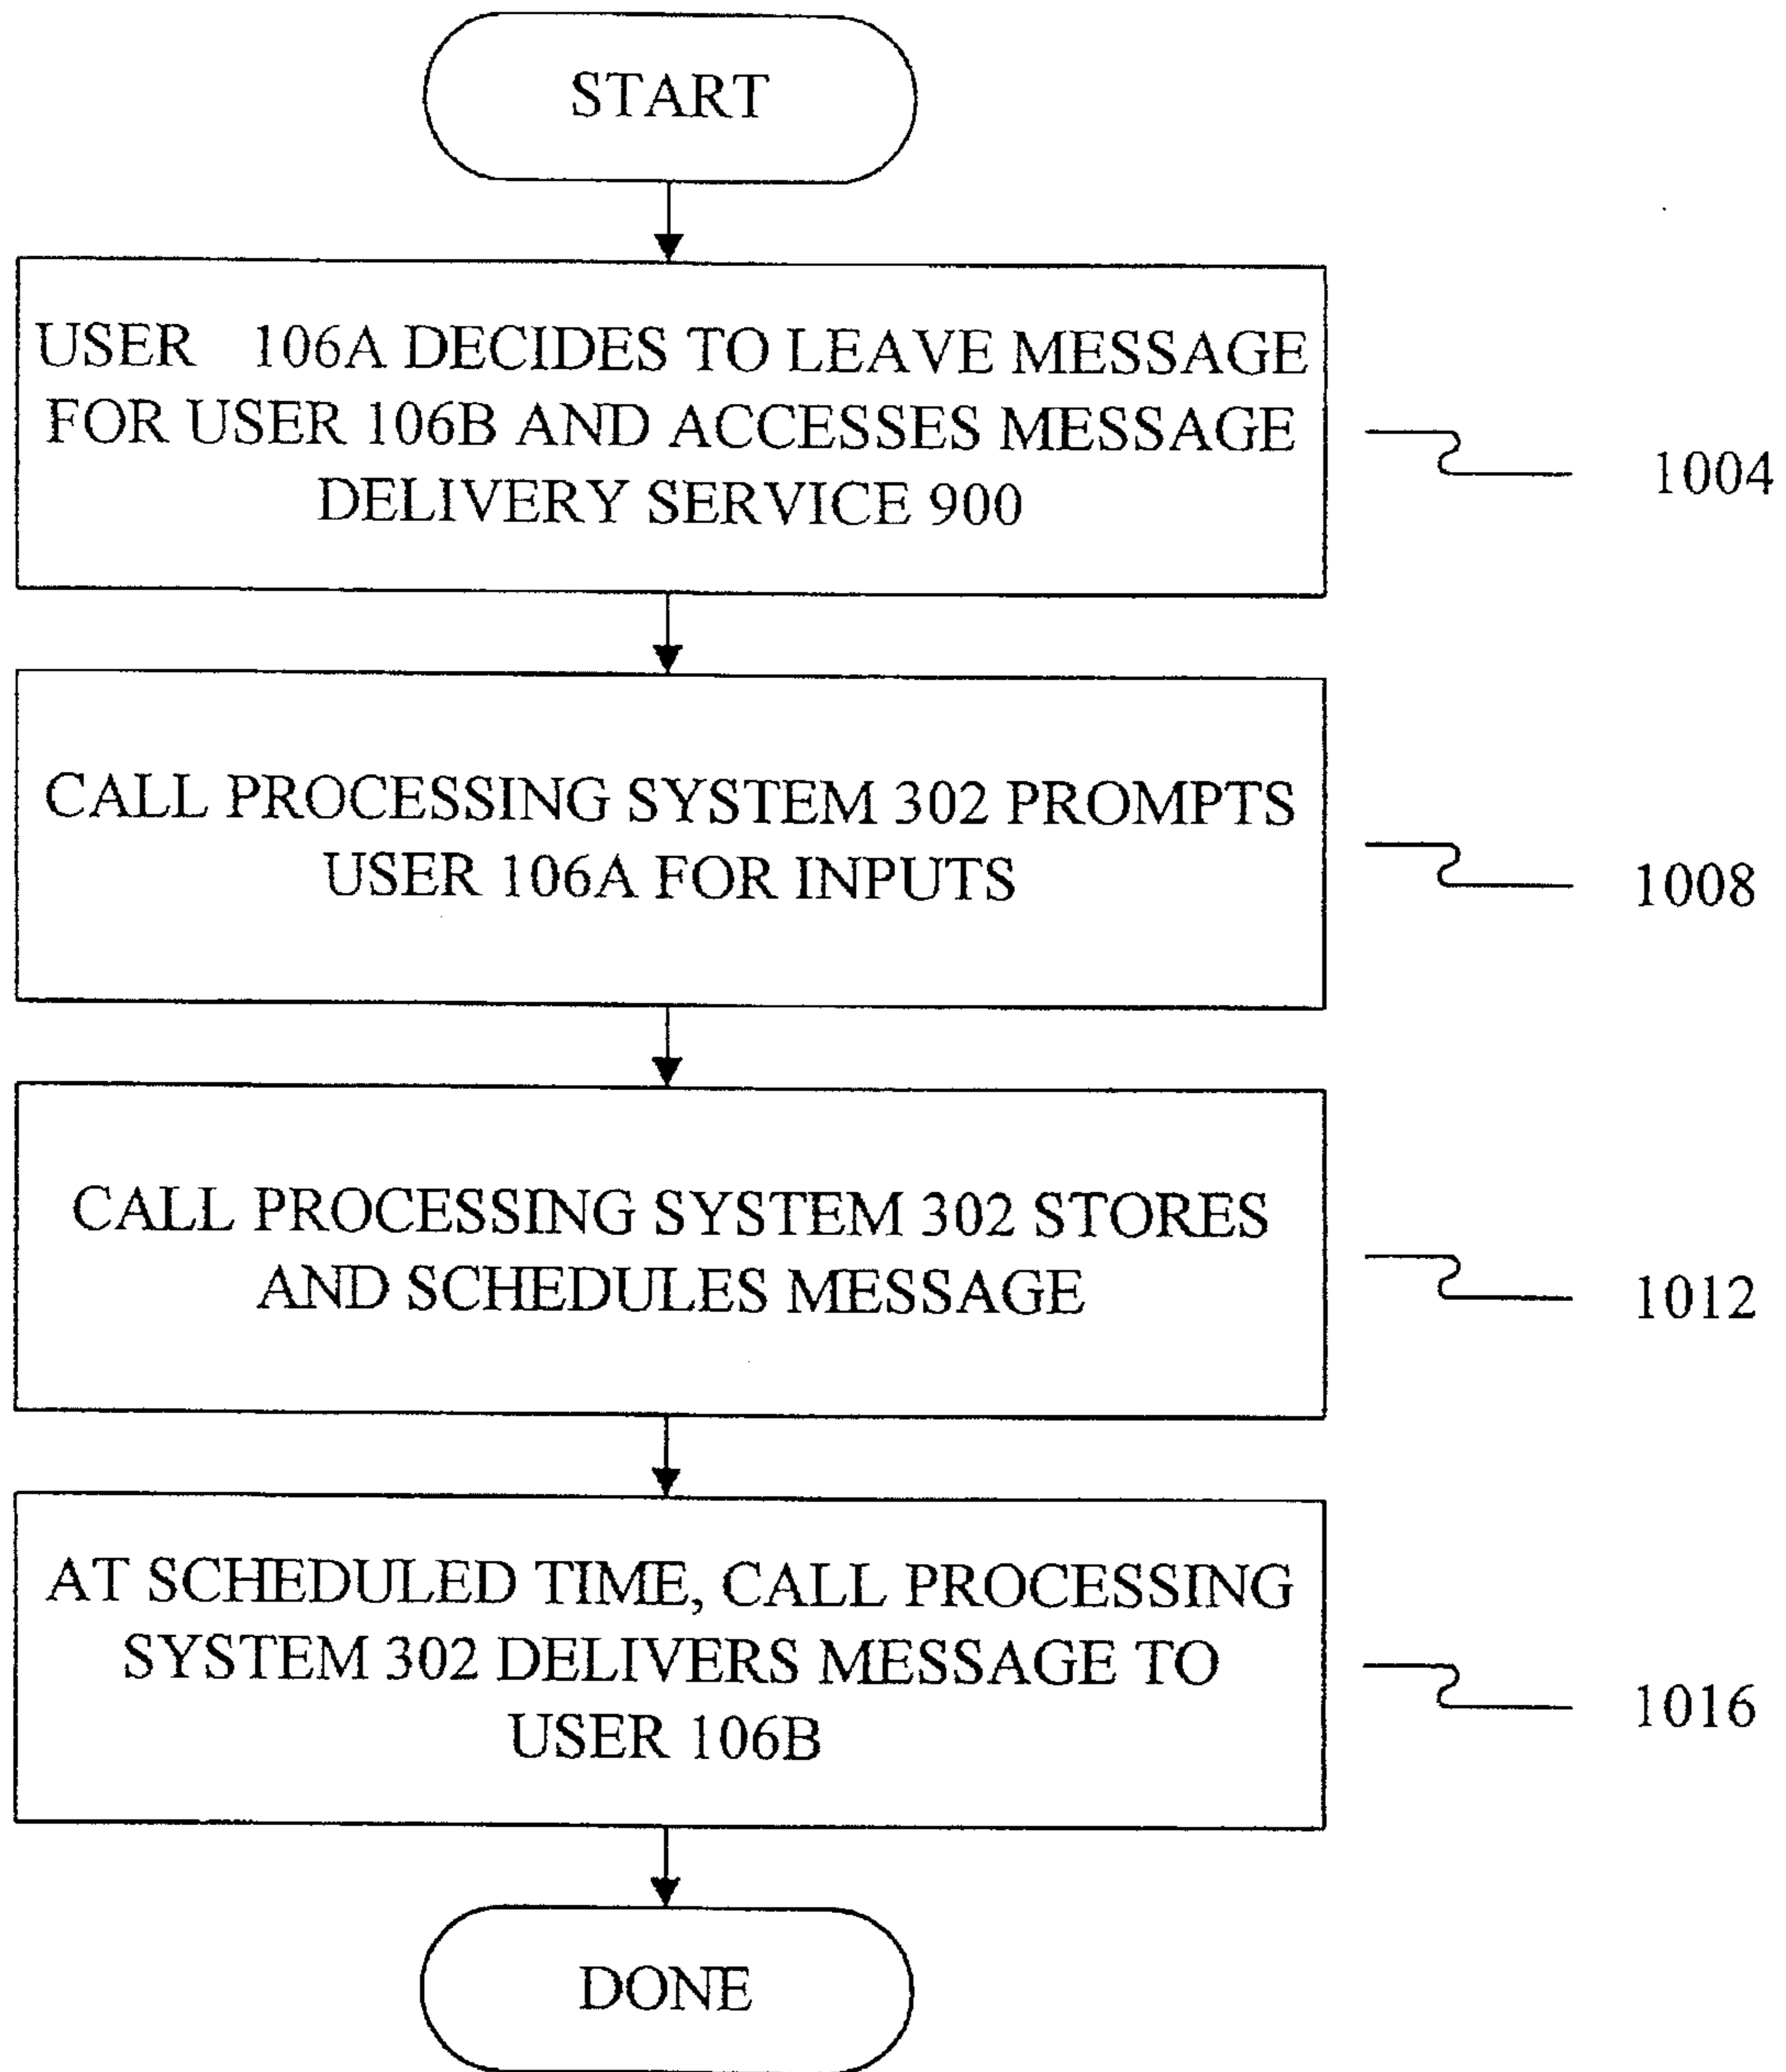 START
USER 106A DECIDES TO LEAVE MESSAGE
FOR USER 106B AND ACCESSES MESSAGE
DELIVERY SERVICE 900
1004
CALL PROCESSING SYSTEM 302 PROMPTS
USER 106A FOR INPUTS
1008
CALL PROCESSING SYSTEM 302 STORES
AND SCHEDULES MESSAGE
1012
AT SCHEDULED TIME, CALL PROCESSING
SYSTEM 302 DELIVERS MESSAGE TO
USER 106B
1016
DONE